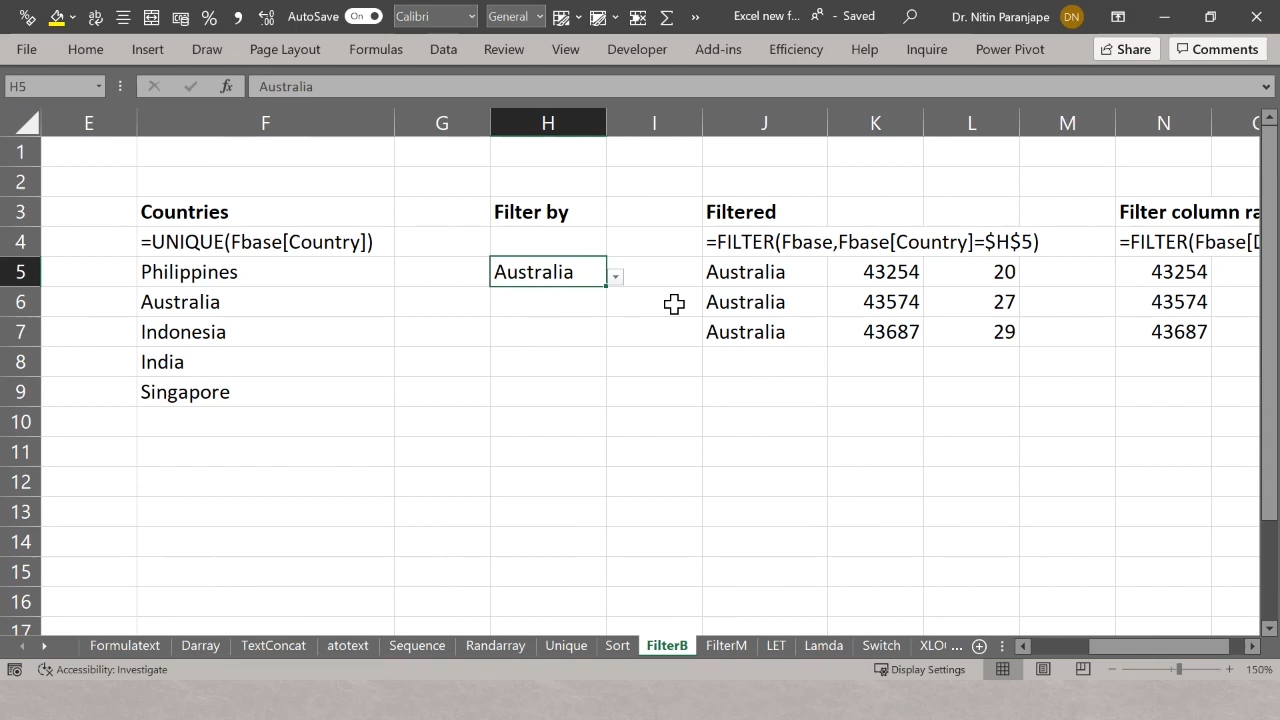 AutoSave On Calibri General Excel new f... Saved Dr. Nitin Paranjape DN
File Home Insert Draw Page Layout Formulas Data Review View Developer Add-ins Efficiency Help Inquire Power Pivot Share Comments
H5 fx Australia
E F G H I J K L M N
1
2
3 Countries Filter by Filtered Filter column ra
4 =UNIQUE(Fbase[Country]) =FILTER(Fbase,Fbase[Country]=$H$5) =FILTER(Fbase[D
5 Philippines Australia Australia 43254 20 43254
6 Australia Australia 43574 27 43574
7 Indonesia Australia 43687 29 43687
8 India
9 Singapore
10
11
12
13
14
15
16
17
Formulatext Darray TextConcat atotext Sequence Randarray Unique Sort FilterB FilterM LET Lamda Switch XLO ...
Accessibility: Investigate Display Settings 150%